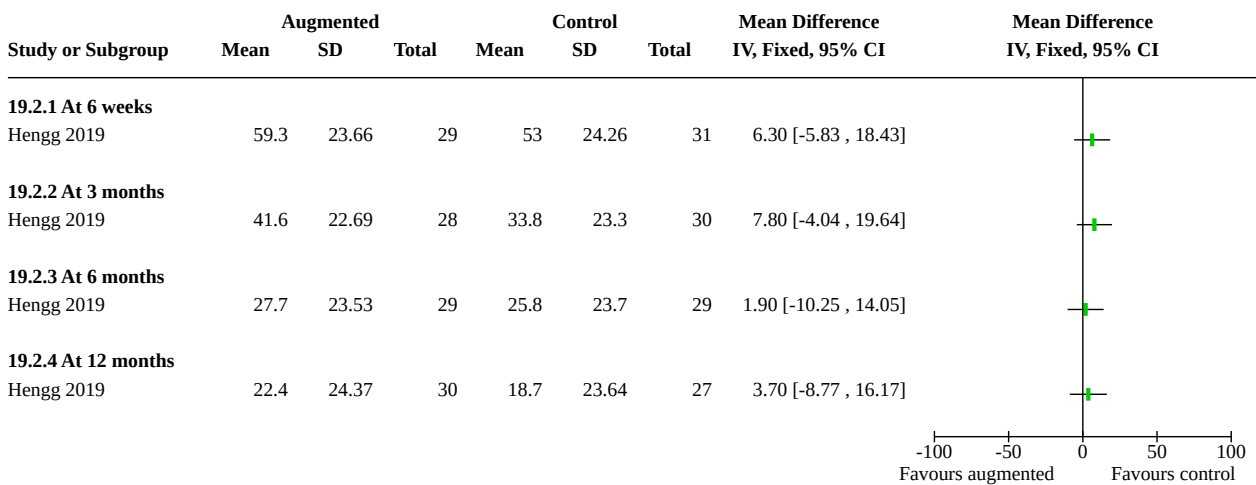 Augmented Control Mean Difference Mean Difference
Study or Subgroup Mean SD Total Mean SD Total IV, Fixed, 95% CI IV, Fixed, 95% CI
19.2.1 At 6 weeks
Hengg 2019 59.3 23.66 29 53 24.26 31 6.30 [-5.83 , 18.43]
19.2.2 At 3 months
Hengg 2019 41.6 22.69 28 33.8 23.3 30 7.80 [-4.04 , 19.64]
19.2.3 At 6 months
Hengg 2019 27.7 23.53 29 25.8 23.7 29 1.90 [-10.25 , 14.05]
19.2.4 At 12 months
Hengg 2019 22.4 24.37 30 18.7 23.64 27 3.70 [-8.77 , 16.17]
-100 -50 0 50 100
Favours augmented Favours control